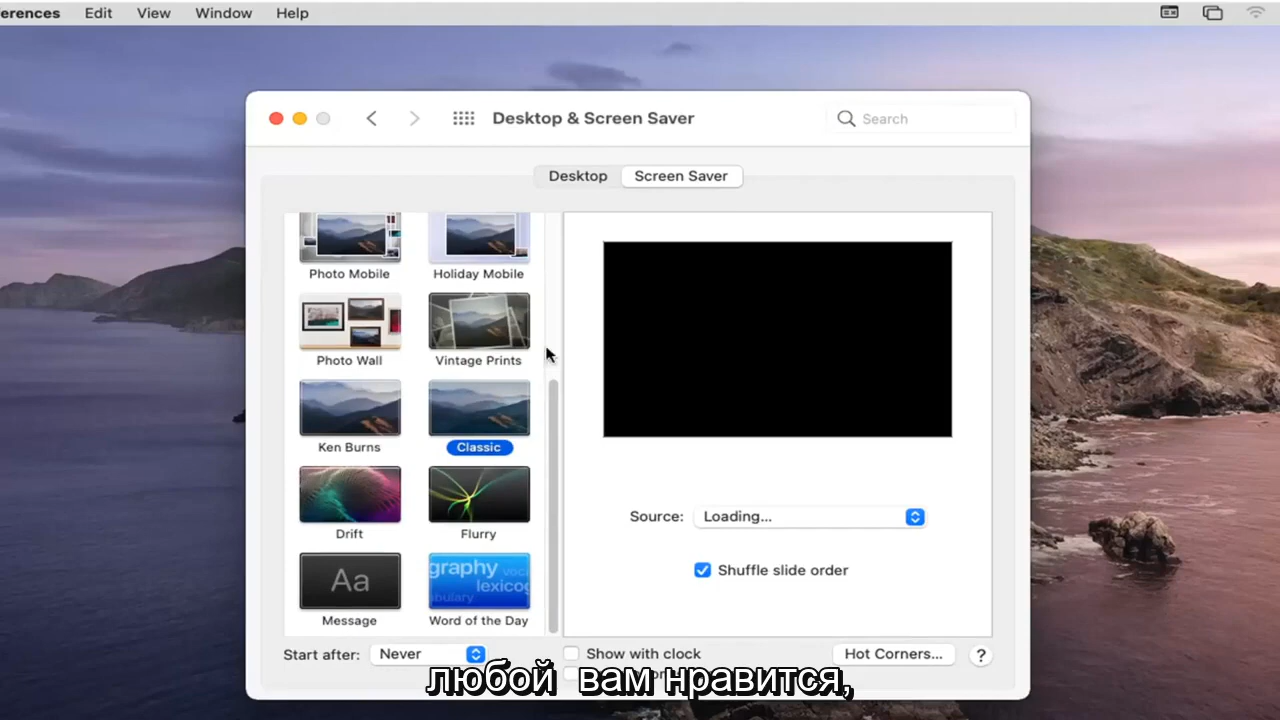 erences Edit View Window Help
Desktop & Screen Saver
Search
Desktop Screen Saver
Photo Mobile Holiday Mobile
Photo Wall Vintage Prints
Ken Burns Classic
Source: Loading...
Drift Flurry
Shuffle slide order
Aa
graphy
lexicog
Message Word of the Day
Start after: Never
Show with clock
Hot Corners...
?
любой вам нравится,